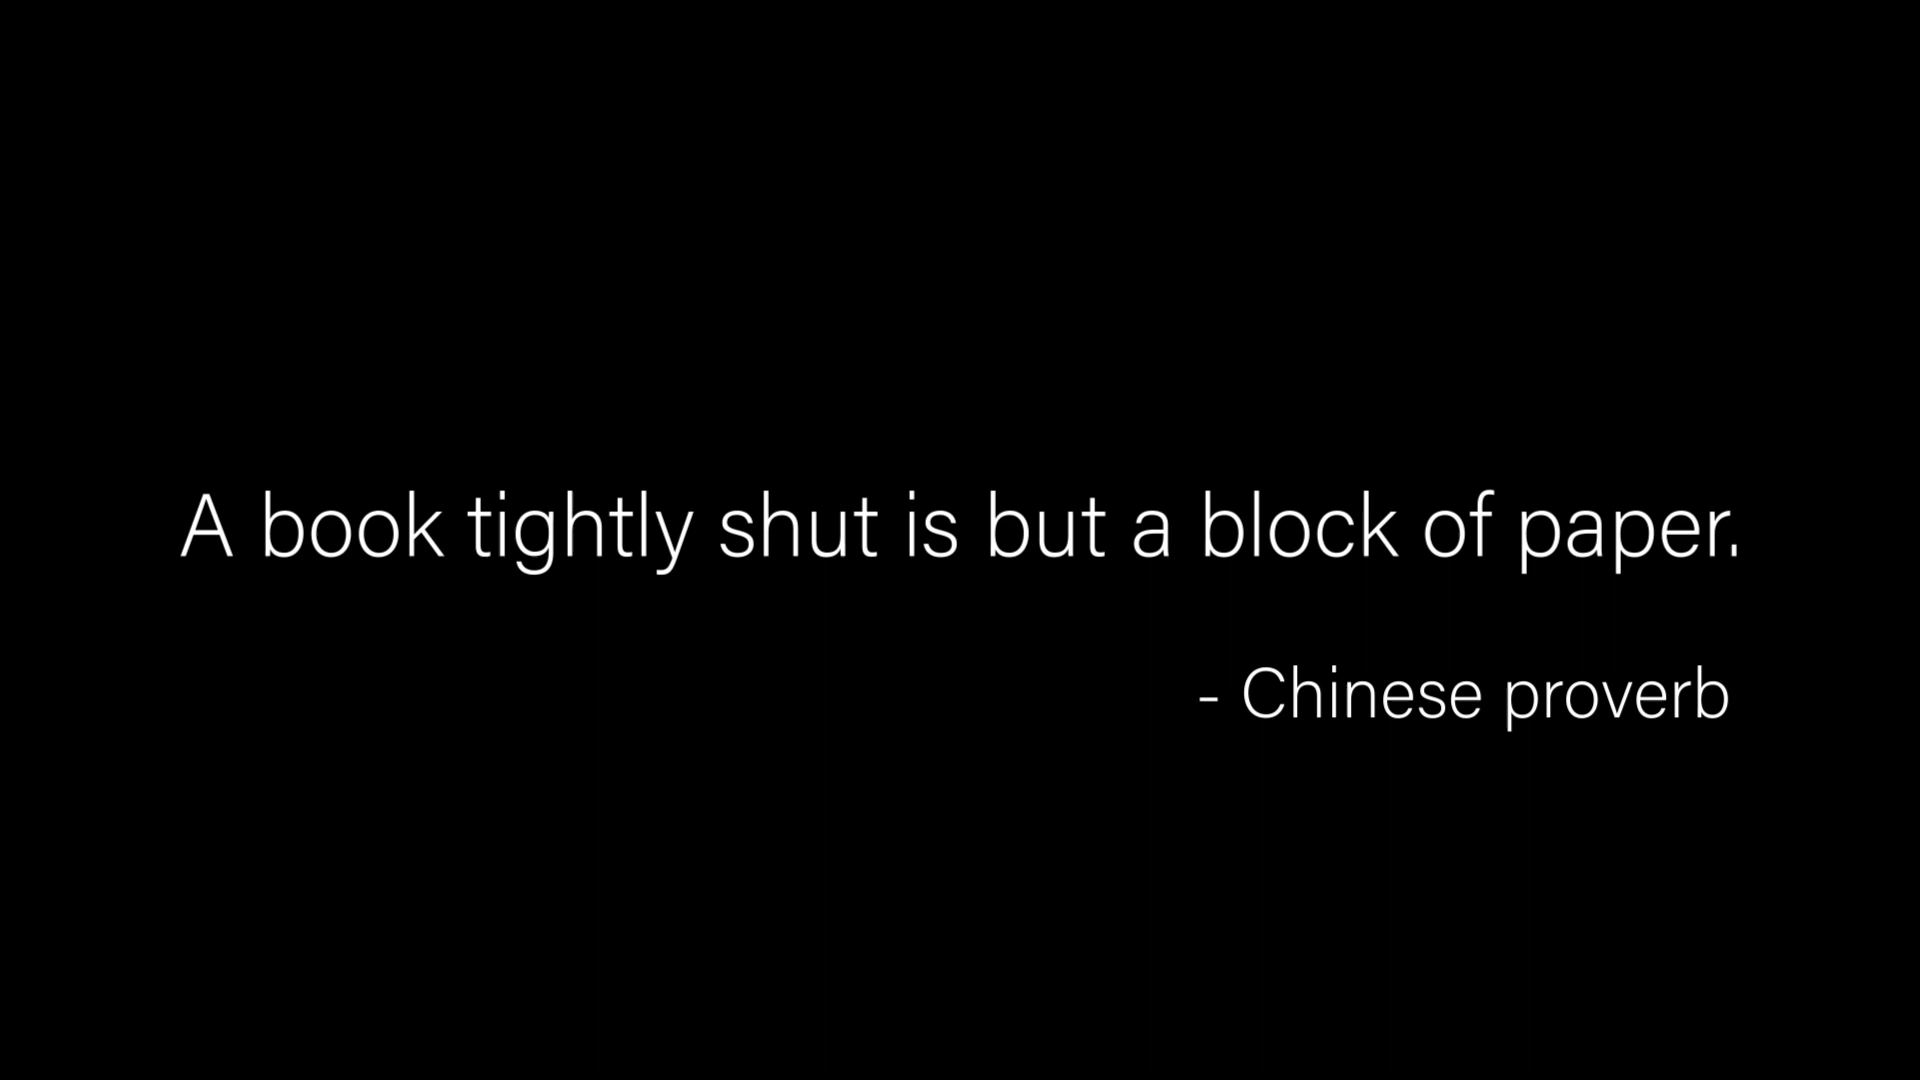 A book tightly shut is but a block of paper.
- Chinese proverb